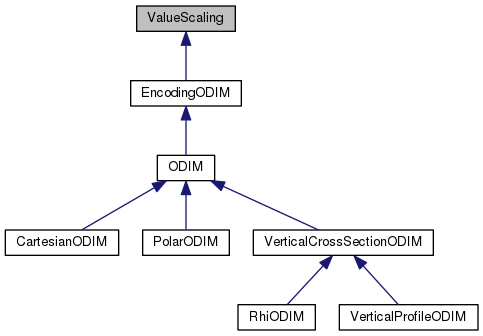 ValueScaling
EncodingODIM
ODIM
CartesianODIM
PolarODIM
VerticalCrossSectionODIM
RhiODIM
VerticalProfileODIM